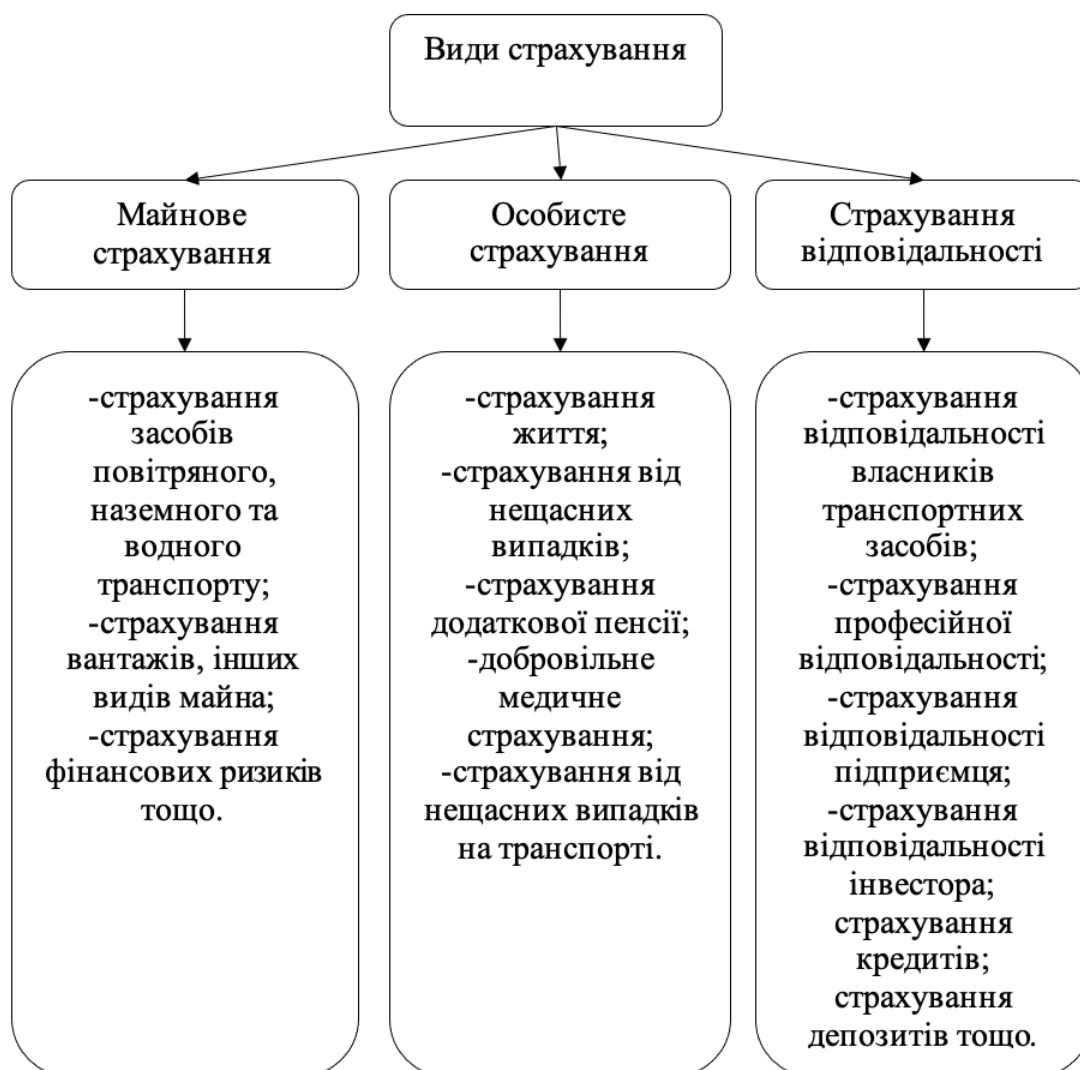 Види страхування
Майнове
страхування
Особисте
страхування
Страхування
відповідальності
-страхування
засобів
повітряного,
наземного та
водного
транспорту;
-страхування
вантажів, інших
видів майна;
-страхування
фінансових ризиків
тощо.
-страхування
життя;
-страхування від
нещасних
випадків;
-страхування
додаткової пенсії;
-добровільне
медичне
страхування;
-страхування від
нещасних випадків
на транспорті.
-страхування
відповідальності
власників
транспортних
засобів;
-страхування
професійної
відповідальності;
-страхування
відповідальності
підприємця;
-страхування
відповідальності
інвестора;
страхування
кредитів;
страхування
депозитів тощо.